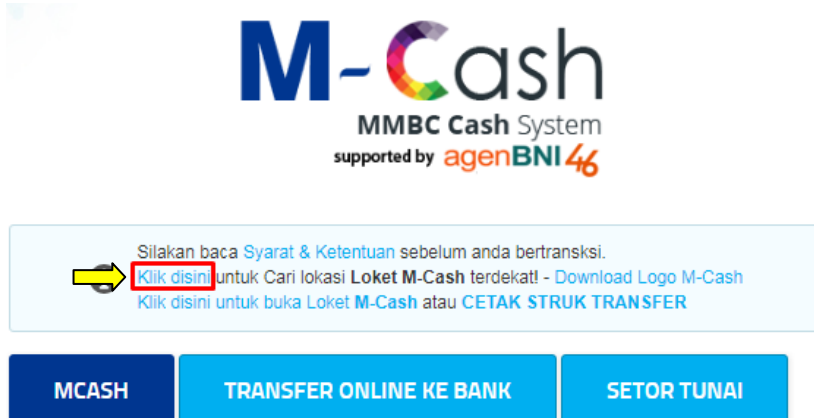 M-Cash
MMBC Cash System
supported by agenBNI 46
Silakan baca Syarat & Ketentuan sebelum anda bertransksi.
Klik disini untuk Cari lokasi Loket M-Cash terdekat! - Download Logo M-Cash
Klik disini untuk buka Loket M-Cash atau CETAK STRUK TRANSFER
MCASH
TRANSFER ONLINE KE BANK
SETOR TUNAI